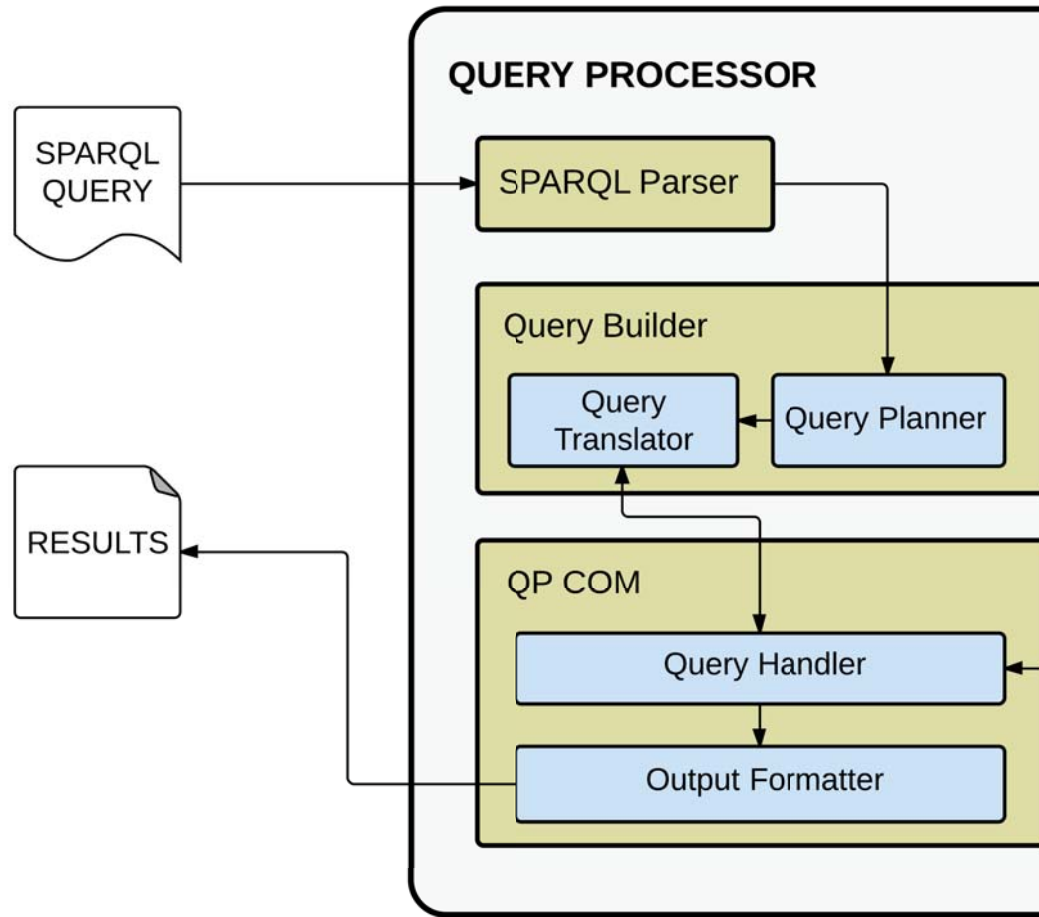 QUERY PROCESSOR
SPARQL
QUERY
SPARQL Parser
Query Builder
Query
Translator
Query Planner
RESULTS
QP COM
Query Handler
Output Formatter